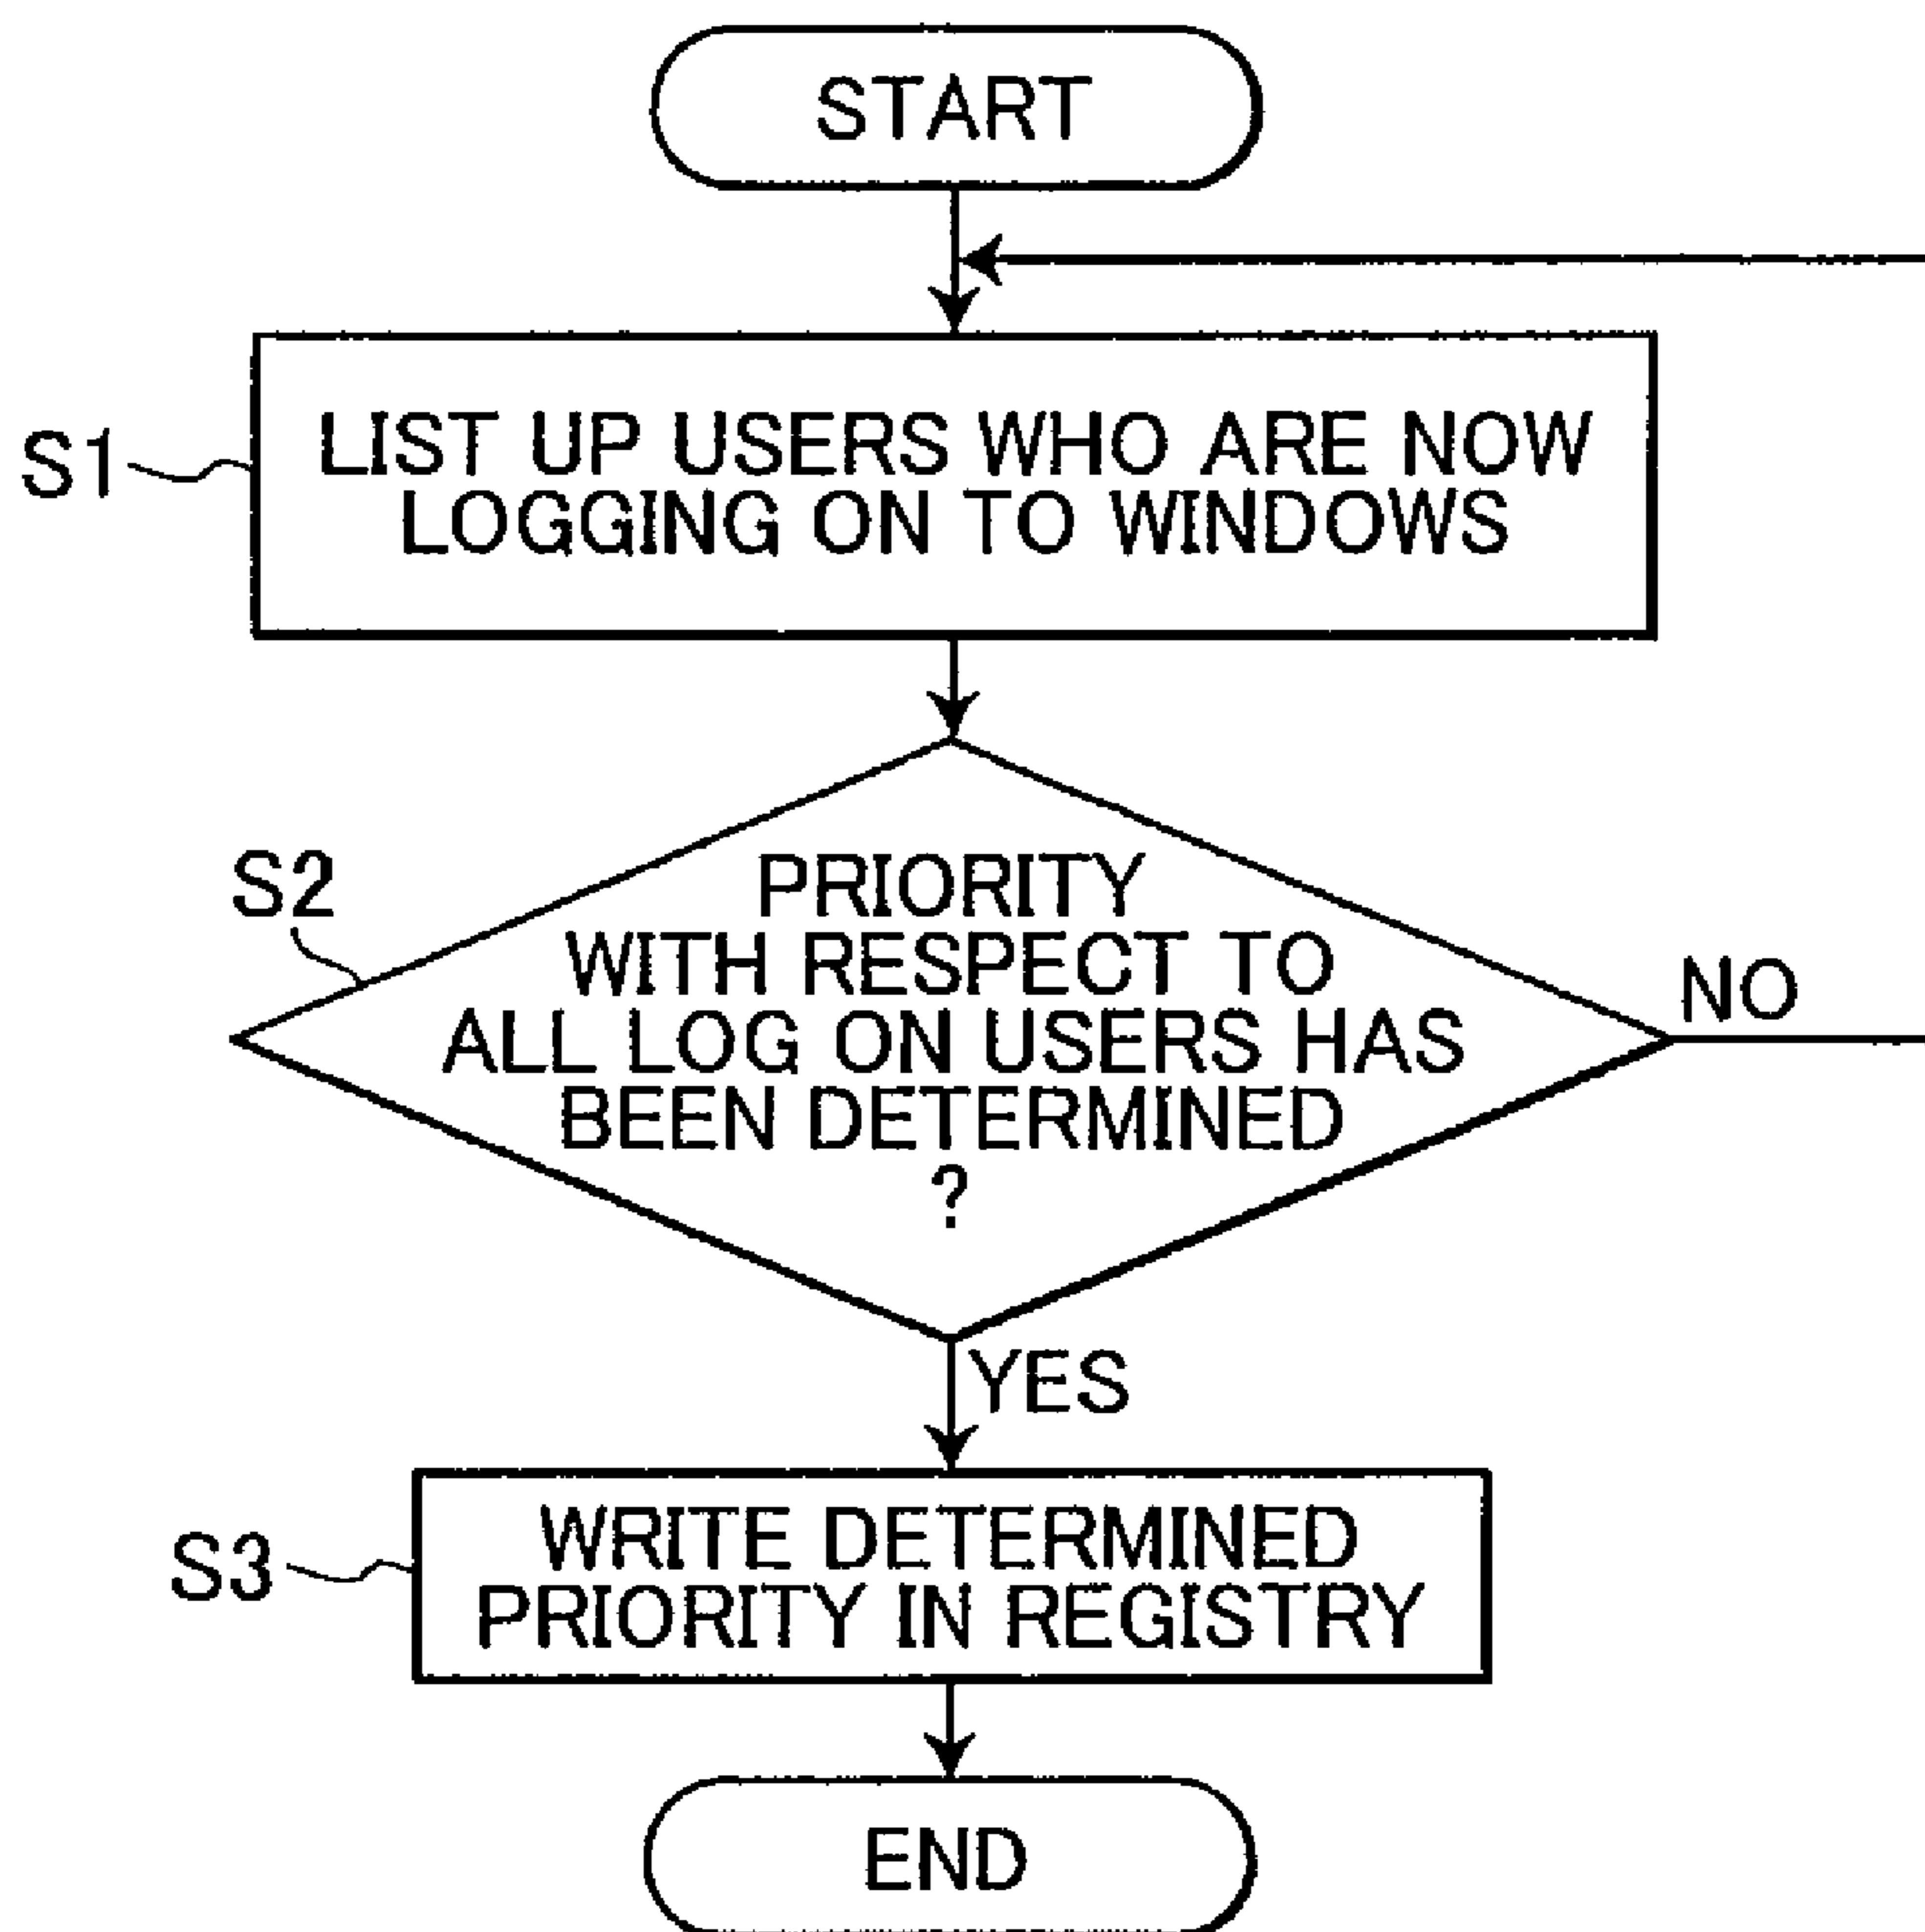 START
S1
LIST UP USERS WHO ARE NOW
LOGGING ON TO WINDOWS
S2
PRIORITY
WITH RESPECT TO
ALL LOG ON USERS HAS
BEEN DETERMINED
?
NO
YES
S3
WRITE DETERMINED
PRIORITY IN REGISTRY
END